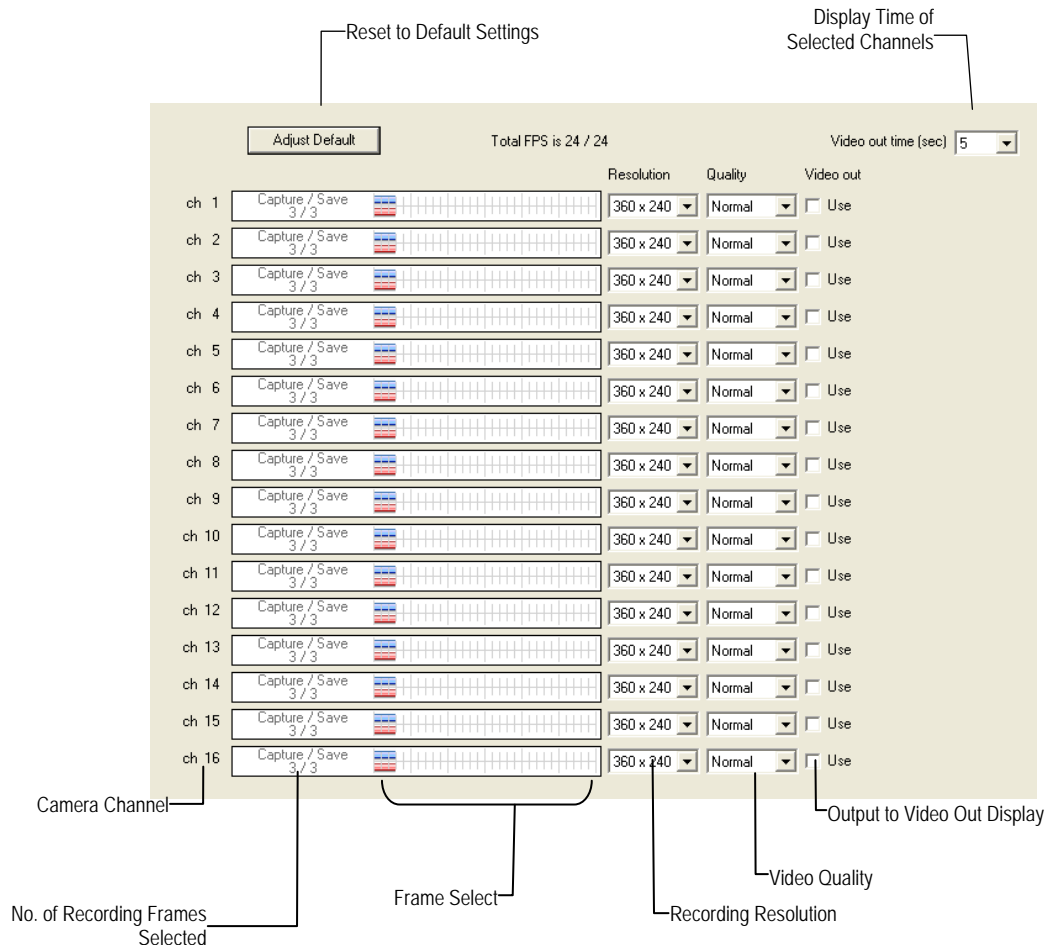 Reset to Default Settings
Display Time of
Selected Channels
Adjust Default
Total FPS is 24 / 24
Video out time (sec) 5
Resolution Quality Video out
ch 1 Capture / Save 3 / 3 360 x 240 Normal Use
ch 2 Capture / Save 3 / 3 360 x 240 Normal Use
ch 3 Capture / Save 3 / 3 360 x 240 Normal Use
ch 4 Capture / Save 3 / 3 360 x 240 Normal Use
ch 5 Capture / Save 3 / 3 360 x 240 Normal Use
ch 6 Capture / Save 3 / 3 360 x 240 Normal Use
ch 7 Capture / Save 3 / 3 360 x 240 Normal Use
ch 8 Capture / Save 3 / 3 360 x 240 Normal Use
ch 9 Capture / Save 3 / 3 360 x 240 Normal Use
ch 10 Capture / Save 3 / 3 360 x 240 Normal Use
ch 11 Capture / Save 3 / 3 360 x 240 Normal Use
ch 12 Capture / Save 3 / 3 360 x 240 Normal Use
ch 13 Capture / Save 3 / 3 360 x 240 Normal Use
ch 14 Capture / Save 3 / 3 360 x 240 Normal Use
ch 15 Capture / Save 3 / 3 360 x 240 Normal Use
ch 16 Capture / Save 3 / 3 360 x 240 Normal Use
Camera Channel
Output to Video Out Display
Video Quality
Frame Select
No. of Recording Frames
Selected
Recording Resolution